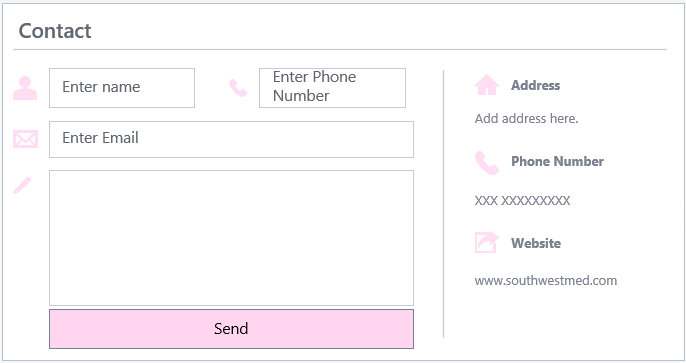 Contact
Enter name
Enter Phone
Number
Enter Email
Send
Address
Add address here.
Phone Number
XXX XXXXXXXXX
Website
www.southwestmed.com